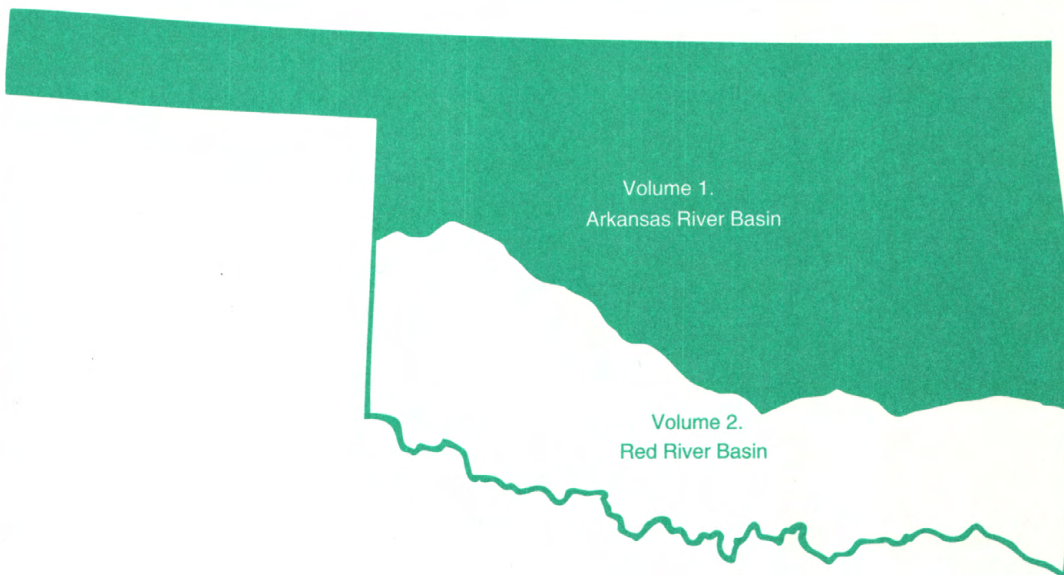 Volume 1.
Arkansas River Basin
Volume 2.
Red River Basin